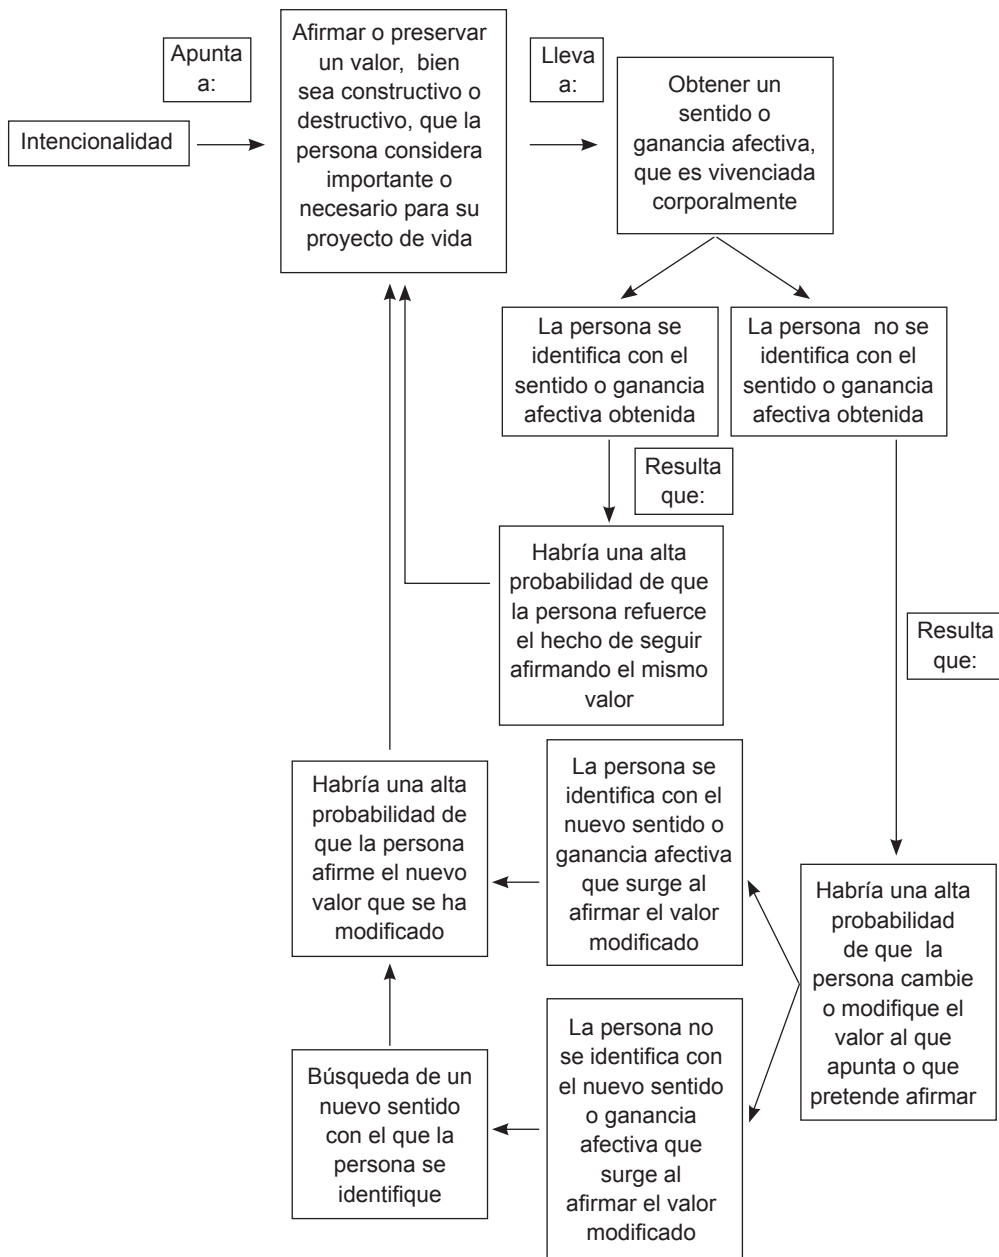 Intencionalidad
Apunta
a:
Afirmar o preservar
un valor, bien
sea constructivo o
destructivo, que la
persona considera
importante o
necesario para su
proyecto de vida
Lleva
a:
Obtener un
sentido o
ganancia afectiva,
que es vivenciada
corporalmente
La persona se
identifica con el
sentido o ganancia
afectiva obtenida
La persona no se
identifica con el
sentido o ganancia
afectiva obtenida
Resulta
que:
Habría una alta
probabilidad de que
la persona refuerce
el hecho de seguir
afirmando el mismo
valor
Resulta
que:
Habría una alta
probabilidad
de que la
persona cambie
o modifique el
valor al que
apunta o que
pretende afirmar
La persona se
identifica con el
nuevo sentido o
ganancia afectiva
que surge al
afirmar el valor
modificado
Habría una alta
probabilidad de
que la persona
afirme el nuevo
valor que se ha
modificado
La persona no
se identifica con
el nuevo sentido
o ganancia
afectiva que
surge al
afirmar el valor
modificado
Búsqueda de un
nuevo sentido
con el que la
persona se
identifique